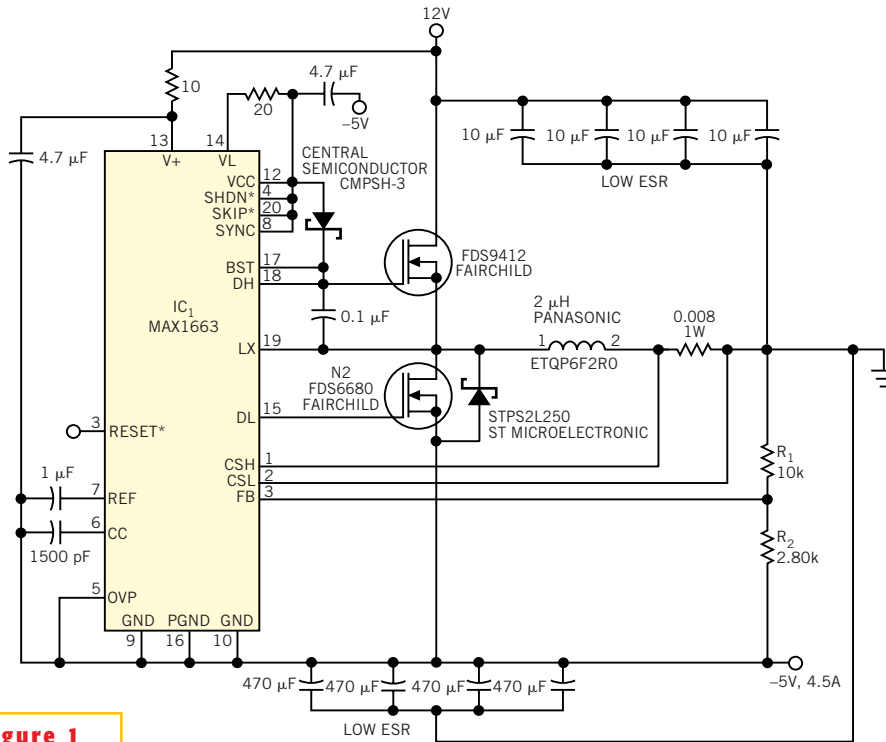 12V
10
20
4.7 µF
–5V
4.7 µF
13
V+
14
VL
CENTRAL
SEMICONDUCTOR
CMPSH-3
VCC 12
SHDN* 4
SKIP* 20
SYNC 8
BST 17
DH 18
10 µF
10 µF
10 µF
10 µF
LOW ESR
FDS9412
FAIRCHILD
IC1
MAX1663
0.1 µF
2 µH
PANASONIC
1
2
ETQP6F2R0
0.008
1W
LX 19
N2
FDS6680
FAIRCHILD
DL 15
STPS2L250
ST MICROELECTRONIC
3 RESET*
CSH 1
CSL 2
FB 3
R1
10k
1 µF
7 REF
6 CC
1500 pF
R2
2.80k
5 OVP
GND
9
PGND
16
GND
10
–5V, 4.5A
470 µF
470 µF
470 µF
470 µF
LOW ESR
gure 1